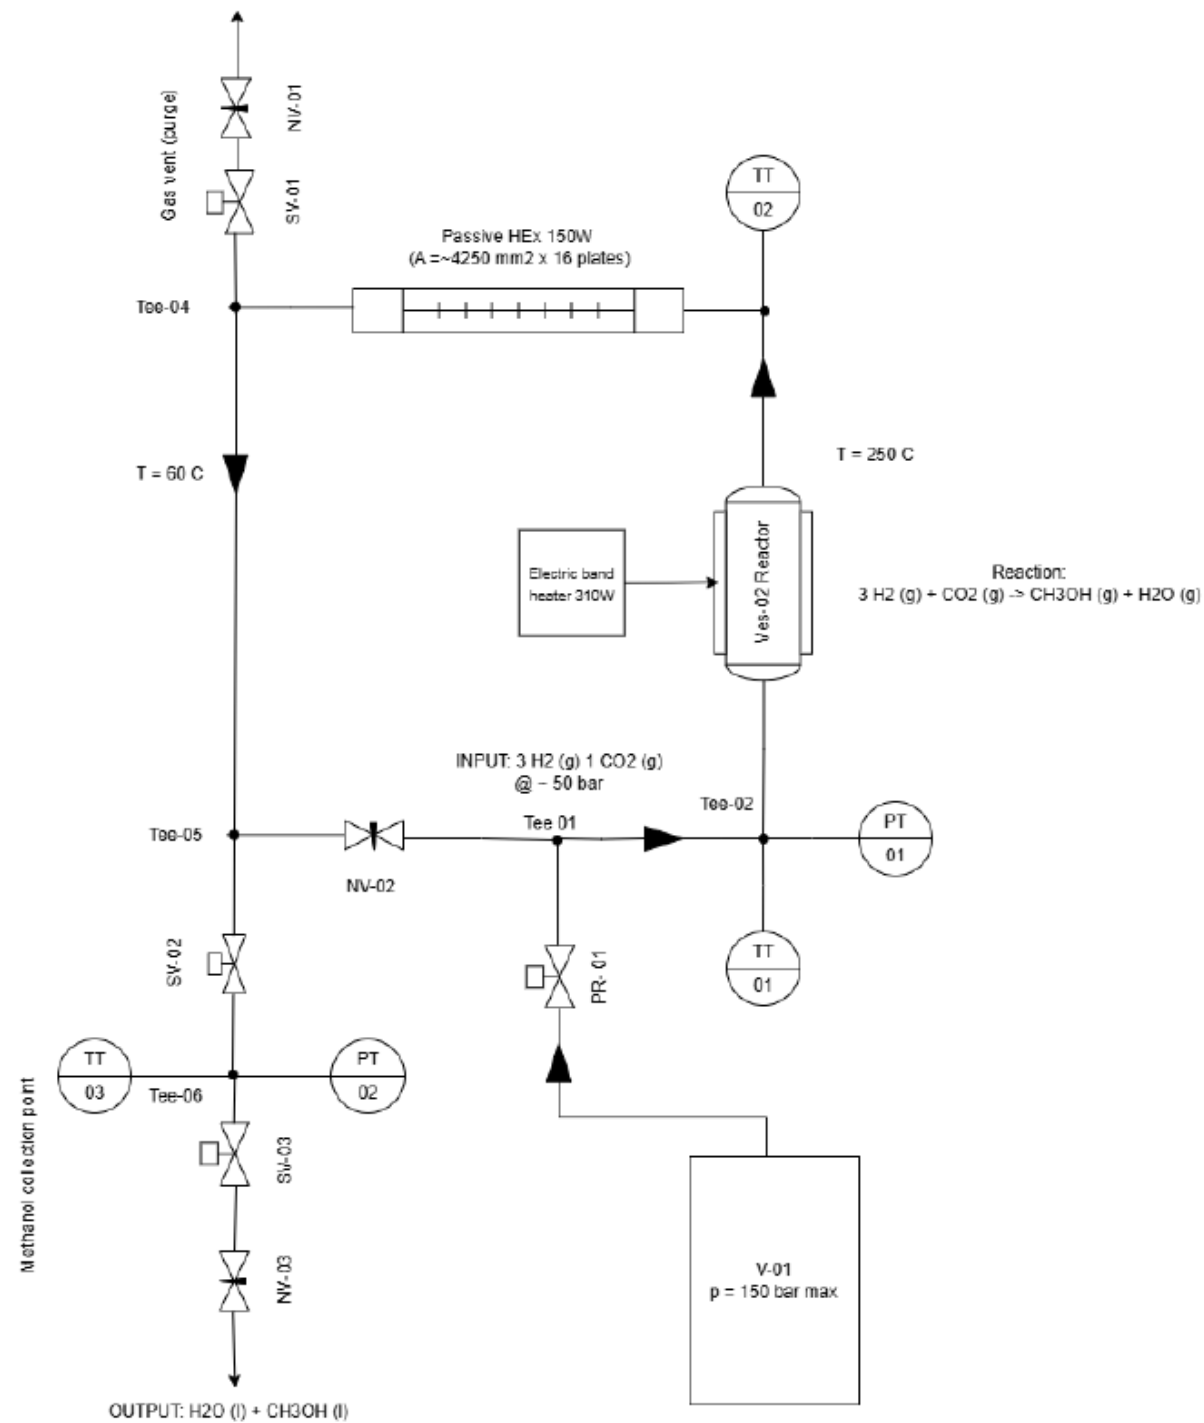 Gas vent (purge)
NV-01
SV-01
TT
02
Passive HEx 150W
(A =~4250 mm2 x 16 plates)
Tee-04
T = 60 C
T = 250 C
Electric band
heater 310W
Ves-02 Reactor
Reaction:
3 H2 (g) + CO2 (g) -> CH3OH (g) + H2O (g)
INPUT: 3 H2 (g) 1 CO2 (g)
@ ~ 50 bar
Tee-02
Tee-05
Tee 01
PT
01
NV-02
SV-02
PR- 01
TT
01
TT
03
Tee-06
PT
02
Methanol collection point
SV-03
NV-03
V-01
p = 150 bar max
OUTPUT: H2O (l) + CH3OH (l)